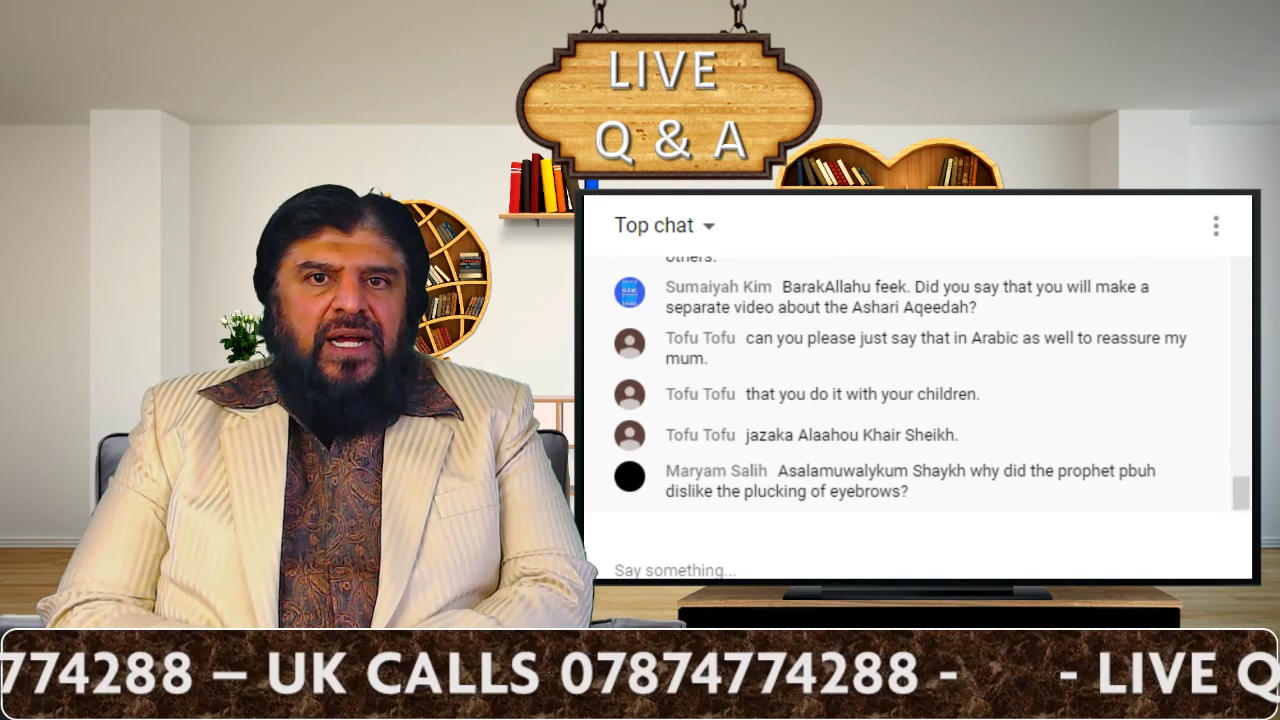 LIVE
Q & A
Top chat
others.
Sumaiyah Kim BarakAllahu feek. Did you say that you will make a
separate video about the Ashari Aqeedah?
Tofu Tofu can you please just say that in Arabic as well to reassure my
mum.
Tofu Tofu that you do it with your children.
Tofu Tofu jazaka Alaahou Khair Sheikh.
Maryam Salih Asalamuwalykum Shaykh why did the prophet pbuh
dislike the plucking of eyebrows?
Say something...
774288 – UK CALLS 07874774288 - - LIVE Q